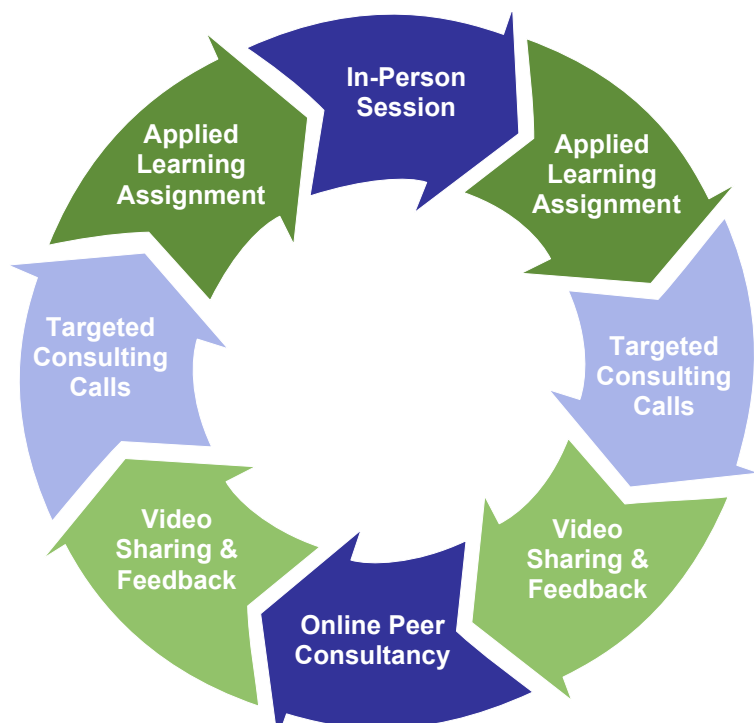 In-Person
Session
Applied
Learning
Assignment
Targeted
Consulting
Calls
Video
Sharing &
Feedback
Online Peer
Consultancy
Video
Sharing &
Feedback
Targeted
Consulting
Calls
Applied
Learning
Assignment